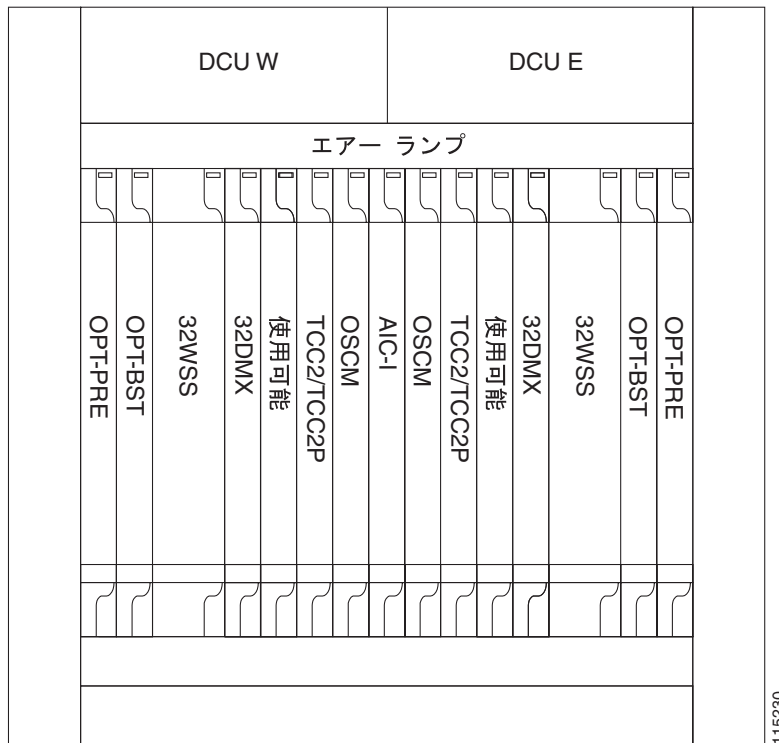 DCU W
DCU E
エアー ランプ
OPT-PRE
OPT-BST
32WSS
32DMX
使用可能
TCC2/TCC2P
OSCM
AIC-I
OSCM
TCC2/TCC2P
使用可能
32DMX
32WSS
OPT-BST
OPT-PRE
115230